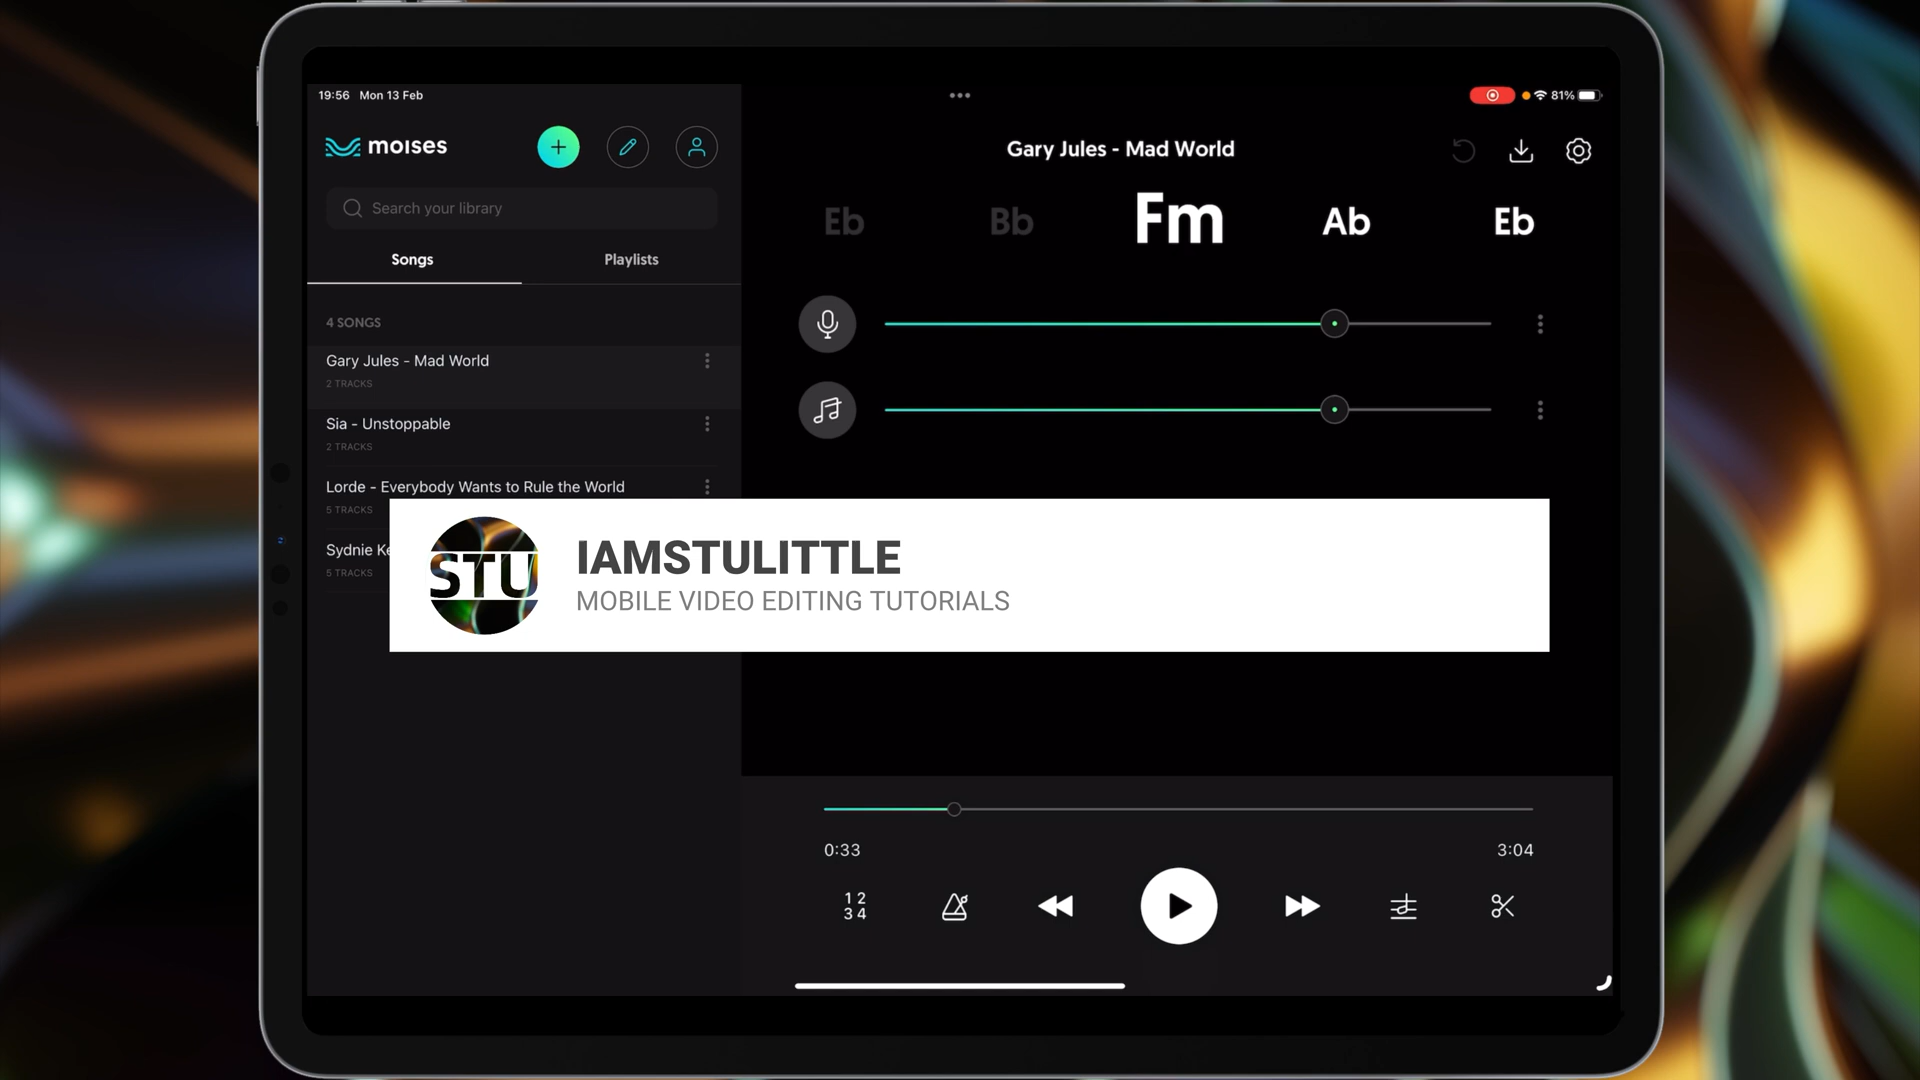 19:56 Mon 13 Feb
81%
moises
Search your library
Songs Playlists
4 SONGS
Gary Jules - Mad World
2 TRACKS
Sia - Unstoppable
2 TRACKS
Lorde - Everybody Wants to Rule the World
5 TRACKS
Sydnie
5 TRACKS
Gary Jules - Mad World
Eb Bb Fm Ab Eb
STU
IAMSTULITTLE
MOBILE VIDEO EDITING TUTORIALS
0:33 3:04
1 2
3 4